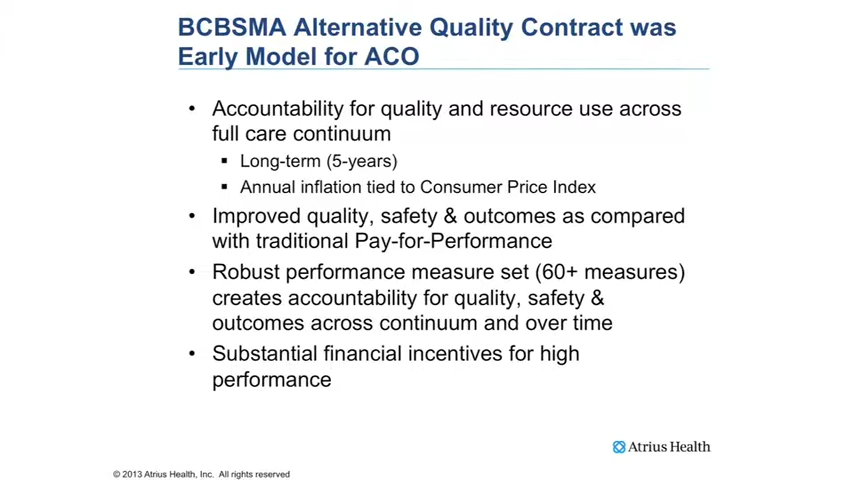 BCBSMA Alternative Quality Contract was
Early Model for ACO
• Accountability for quality and resource use across
full care continuum
▪ Long-term (5-years)
▪ Annual inflation tied to Consumer Price Index
• Improved quality, safety & outcomes as compared
with traditional Pay-for-Performance
• Robust performance measure set (60+ measures)
creates accountability for quality, safety &
outcomes across continuum and over time
• Substantial financial incentives for high
performance
Atrius Health
© 2013 Atrius Health, Inc. All rights reserved